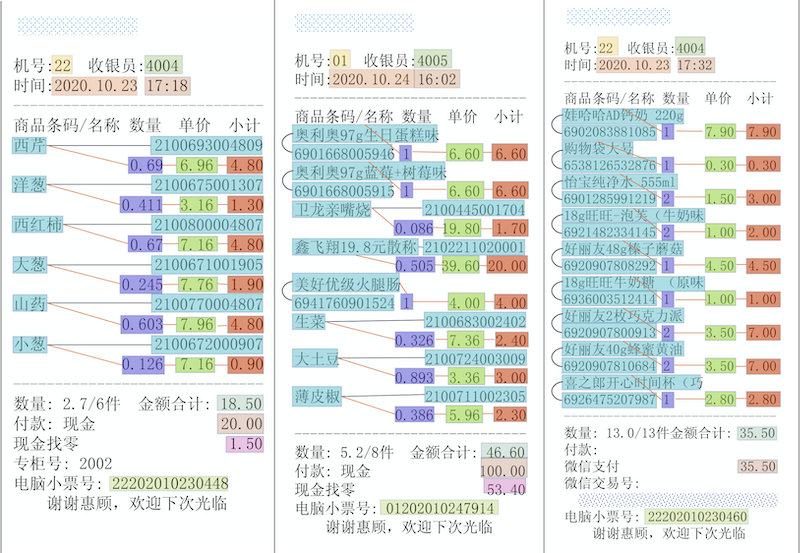 机号:22 收银员:4004
时间:2020.10.23 17:18
商品条码/名称 数量 单价 小计
西芹 2100693004809
0.69 6.96 4.80
洋葱 2100675001307
0.411 3.16 1.30
西红柿 2100800004807
0.67 7.16 4.80
大葱 2100671001905
0.245 7.76 1.90
山药 2100770004807
0.603 7.96 4.80
小葱 2100672000907
0.126 7.16 0.90
数量: 2.7/6件 金额合计: 18.50
付款: 现金 20.00
现金找零 1.50
专柜号: 2002
电脑小票号: 22202010230448
谢谢惠顾，欢迎下次光临
机号:01 收银员:4005
时间:2020.10.24 16:02
商品条码/名称 数量 单价 小计
奥利奥97g生日蛋糕味
6901668005946 1 6.60 6.60
奥利奥97g蓝莓+树莓味
6901668005915 1 6.60 6.60
卫龙亲嘴烧 2100445001704
0.086 19.80 1.70
鑫飞翔19.8元散称 2102211020001
0.505 39.60 20.00
美好优级火腿肠
6941760901524 1 4.00 4.00
生菜 2100683002402
0.326 7.36 2.40
大土豆 2100724003009
0.893 3.36 3.00
薄皮椒 2100711002305
0.386 5.96 2.30
数量: 5.2/8件 金额合计: 46.60
付款: 现金 100.00
现金找零 53.40
电脑小票号: 01202010247914
谢谢惠顾，欢迎下次光临
机号:22 收银员:4004
时间:2020.10.23 17:32
商品条码/名称 数量 单价 小计
娃哈哈AD钙奶 220g
6902083881085 1 7.90 7.90
购物袋大号
6538126532876 1 0.30 0.30
怡宝纯净水 555ml
6901285991219 2 1.50 3.00
18g旺旺-泡芙（牛奶味
6921482334145 2 1.00 2.00
好丽友48g榛子蘑菇
6920907808292 1 4.50 4.50
18g旺旺牛奶糖 （原味
6936003512414 1 1.00 1.00
好丽友2枚巧克力派
6920907800913 2 3.50 7.00
好丽友40g蜂蜜黄油
6920907810684 2 3.50 7.00
喜之郎开心时间杯（巧
6926475207987 1 2.80 2.80
数量: 13.0/13件金额合计: 35.50
付款:
微信支付 35.50
微信交易号:
电脑小票号: 22202010230460
谢谢惠顾，欢迎下次光临